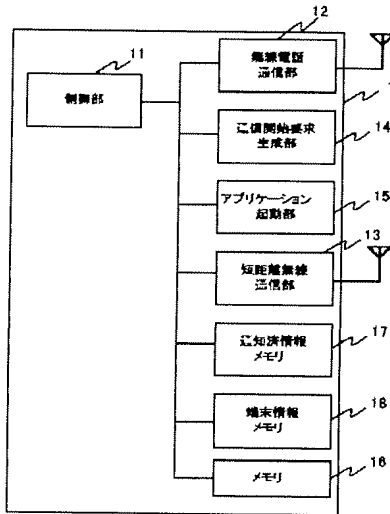 12
無線電話
通信部
11
制御部
1
通信開始要求
生成部
14
アプリケーション
起動部
15
13
短距離無線
通信部
通知済情報
メモリ
17
端末情報
メモリ
18
メモリ
16